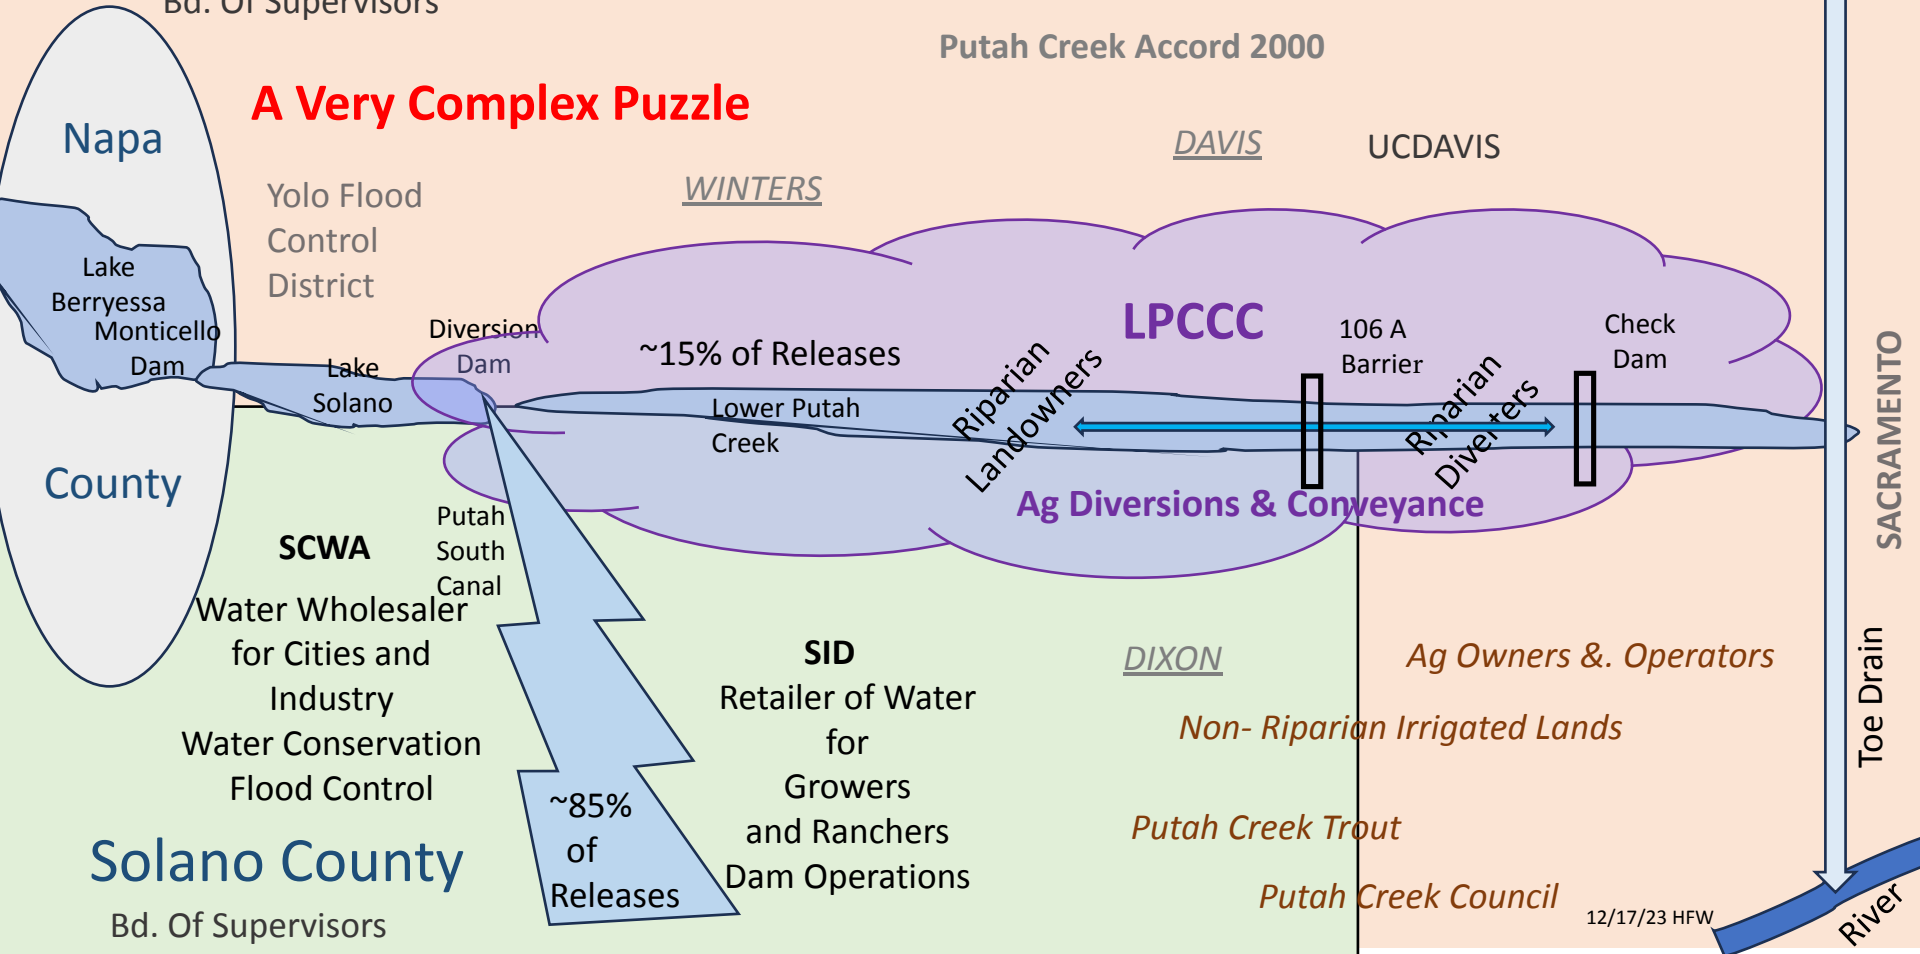 Bd. Of Supervisors
Putah Creek Accord 2000
A Very Complex Puzzle
Napa
County
DAVIS
UCDAVIS
WINTERS
Yolo Flood
Control
District
Lake
Berryessa
Monticello
Dam
Lake
Solano
Diversion
Dam
~15% of Releases
LPCCC
106 A
Barrier
Check
Dam
Lower Putah
Creek
Riparian
Landowners
Riparian
Diverters
Ag Diversions & Conveyance
SACRAMENTO
Putah
South
Canal
SCWA
Water Wholesaler
for Cities and
Industry
Water Conservation
Flood Control
SID
Retailer of Water
for
Growers
and Ranchers
Dam Operations
DIXON
Ag Owners &. Operators
Non- Riparian Irrigated Lands
Putah Creek Trout
Putah Creek Council
Toe Drain
~85%
of
Releases
Solano County
Bd. Of Supervisors
12/17/23 HFW
River